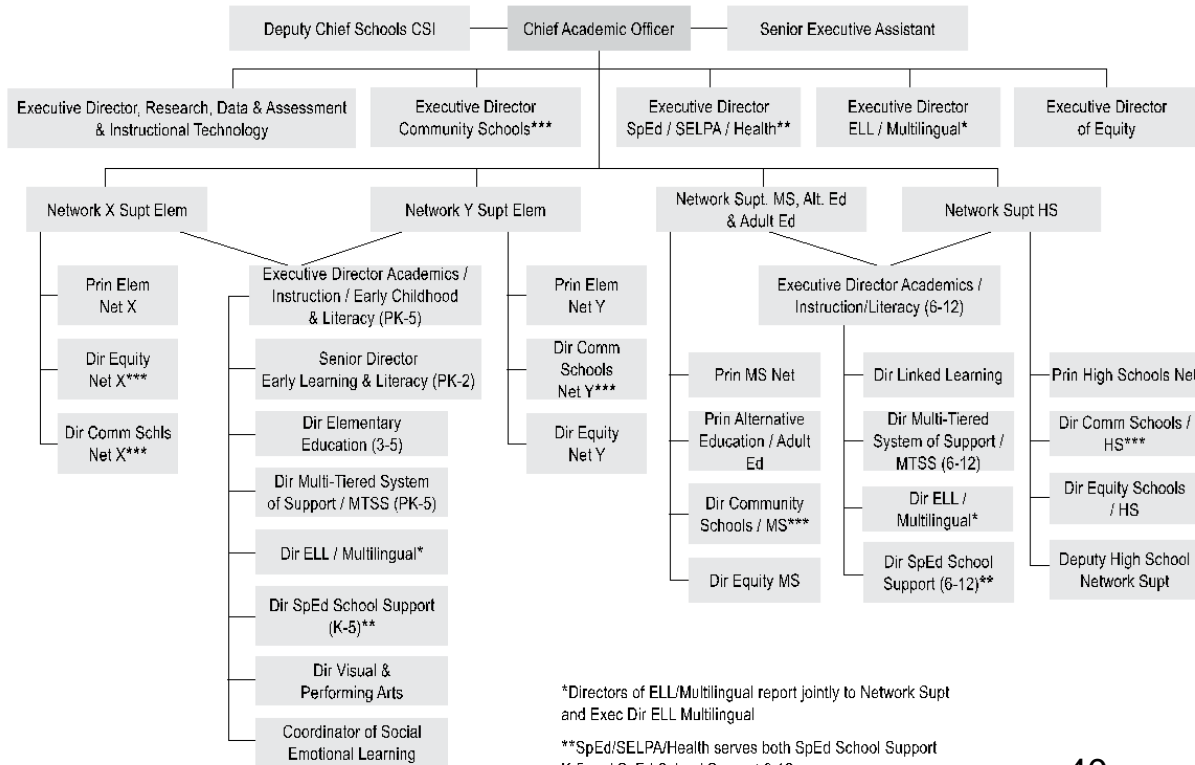 Deputy Chief Schools CSI
Chief Academic Officer
Senior Executive Assistant
Executive Director, Research, Data & Assessment
& Instructional Technology
Executive Director
Community Schools***
Executive Director
SpEd / SELPA / Health**
Executive Director
ELL / Multilingual*
Executive Director
of Equity
Network X Supt Elem
Network Y Supt Elem
Network Supt. MS, Alt. Ed
& Adult Ed
Network Supt HS
Prin Elem
Net X
Dir Equity
Net X***
Dir Comm Schls
Net X***
Executive Director Academics /
Instruction / Early Childhood
& Literacy (PK-5)
Senior Director
Early Learning & Literacy (PK-2)
Dir Elementary
Education (3-5)
Dir Multi-Tiered System
of Support / MTSS (PK-5)
Dir ELL / Multilingual*
Dir SpEd School Support
(K-5)**
Dir Visual &
Performing Arts
Coordinator of Social
Emotional Learning
Prin Elem
Net Y
Dir Comm
Schools
Net Y***
Dir Equity
Net Y
Executive Director Academics /
Instruction/Literacy (6-12)
Prin MS Net
Prin Alternative
Education / Adult
Ed
Dir Community
Schools / MS***
Dir Equity MS
Dir Linked Learning
Dir Multi-Tiered
System of Support /
MTSS (6-12)
Dir ELL /
Multilingual*
Dir SpEd School
Support (6-12)**
Prin High Schools Net
Dir Comm Schools /
HS***
Dir Equity Schools
/ HS
Deputy High School
Network Supt
*Directors of ELL/Multilingual report jointly to Network Supt
and Exec Dir ELL Multilingual
**SpEd/SELPA/Health serves both SpEd School Support